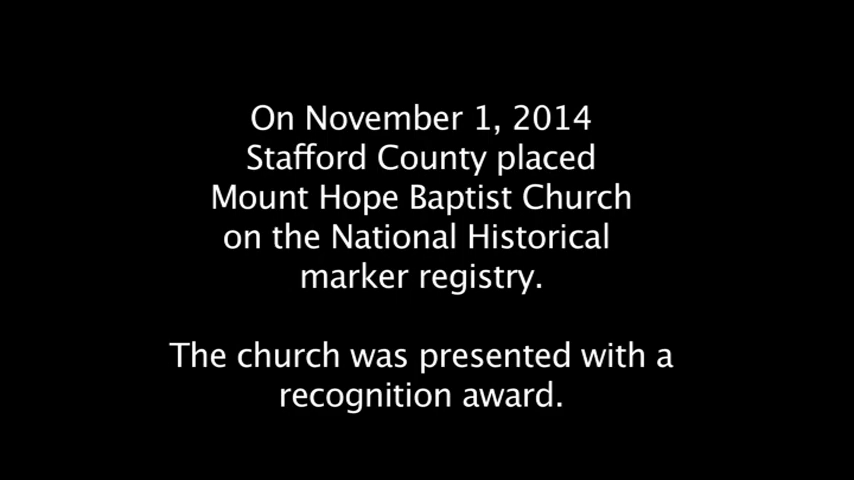 On November 1, 2014
Stafford County placed
Mount Hope Baptist Church
on the National Historical
marker registry.
The church was presented with a
recognition award.